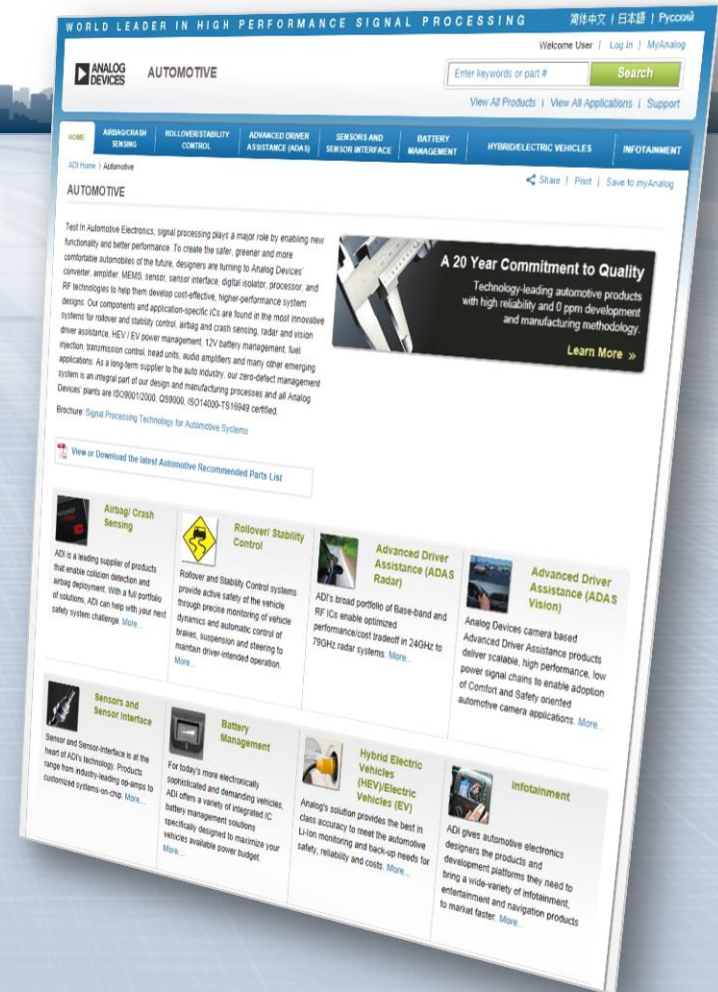 WORLD LEADER IN HIGH PERFORMANCE SIGNAL PROCESSING
简体中文 | 日本語 | Русский
Welcome User | Log In | MyAnalog
ANALOG
DEVICES
AUTOMOTIVE
Enter keywords or part #
Search
View All Products | View All Applications | Support
HOME
AIRBAG/CRASH
SENSING
ROLLOVER/STABILITY
CONTROL
ADVANCED DRIVER
ASSISTANCE (ADAS)
SENSORS AND
SENSOR INTERFACE
BATTERY
MANAGEMENT
HYBRID/ELECTRIC VEHICLES
INFOTAINMENT
ADI Home > Automotive
Share | Print | Save to myAnalog
AUTOMOTIVE
Test In Automotive Electronics, signal processing plays a major role by enabling new
functionality and better performance. To create the safer, greener and more
comfortable automobiles of the future, designers are turning to Analog Devices'
converter, amplifier, MEMS, sensor, sensor interface, digital isolator, processor, and
RF technologies to help them develop cost-effective, higher-performance system
designs. Our components and application-specific ICs are found in the most innovative
systems for rollover and stability control, airbag and crash sensing, radar and vision
driver assistance, HEV / EV power management, 12V battery management, fuel
injection, transmission control, head units, audio amplifiers and many other emerging
applications. As a long-term supplier to the auto industry, our zero-defect management
system is an integral part of our design and manufacturing processes and all Analog
Devices' plants are ISO9001/2000, QS9000, ISO14000-TS16949 certified.
Brochure: Signal Processing Technology for Automotive Systems
A 20 Year Commitment to Quality
Technology-leading automotive products
with high reliability and 0 ppm development
and manufacturing methodology.
Learn More »
View or Download the latest Automotive Recommended Parts List
Airbag/ Crash
Sensing
ADI is a leading supplier of products
that enable collision detection and
airbag deployment. With a full portfolio
of solutions, ADI can help with your next
safety system challenge. More...
Rollover/ Stability
Control
Rollover and Stability Control systems
provide active safety of the vehicle
through precise monitoring of vehicle
dynamics and automatic control of
brakes, suspension and steering to
maintain driver-intended operation.
More...
Advanced Driver
Assistance (ADAS
Radar)
ADI's broad portfolio of Base-band and
RF ICs enable optimized
performance/cost tradeoff in 24GHz to
79GHz radar systems. More...
Advanced Driver
Assistance (ADAS
Vision)
Analog Devices camera based
Advanced Driver Assistance products
deliver scalable, high performance, low
power signal chains to enable adoption
of Comfort and Safety oriented
automotive camera applications. More...
Sensors and
Sensor Interface
Sensor and Sensor-Interface is at the
heart of ADI's technology. Products
range from industry-leading op-amps to
customized systems-on-chip. More...
Battery
Management
For today's more electronically
sophisticated and demanding vehicles,
ADI offers a variety of integrated IC
battery management solutions
specifically designed to maximize your
vehicles available power budget.
More...
Hybrid Electric
Vehicles
(HEV)/Electric
Vehicles (EV)
Analog's solution provides the best in
class accuracy to meet the automotive
Li-Ion monitoring and back-up needs for
safety, reliability and costs. More...
Infotainment
ADI gives automotive electronics
designers the products and
development platforms they need to
bring a wide-variety of infotainment,
entertainment and navigation products
to market faster. More...